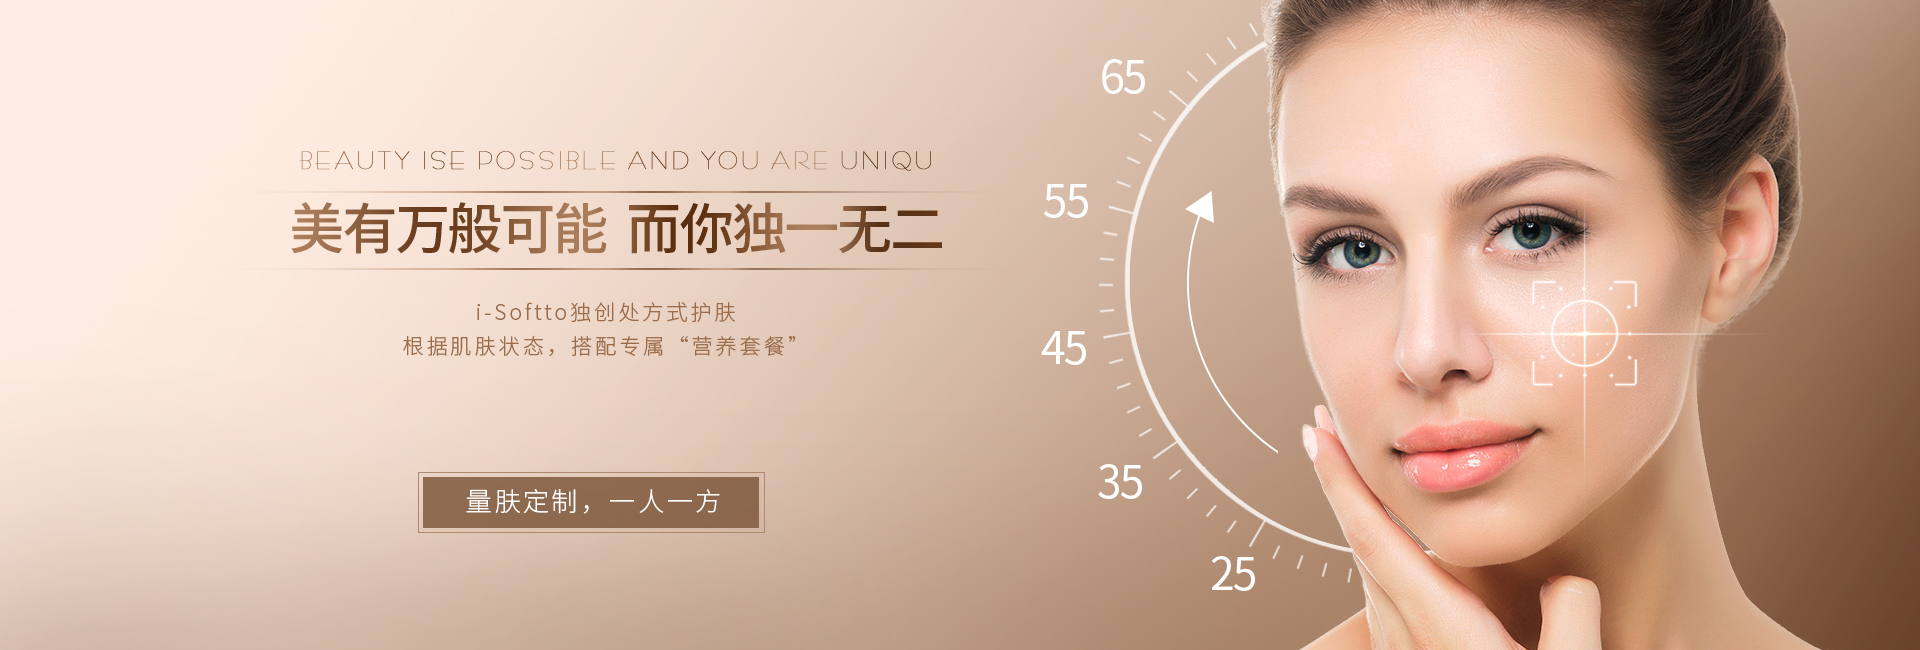 BEAUTY ISE POSSIBLE AND YOU ARE UNIQU
美有万般可能 而你独一无二
i-Softto独创处方式护肤
根据肌肤状态，搭配专属“营养套餐”
量肤定制，一人一方
65
55
45
35
25